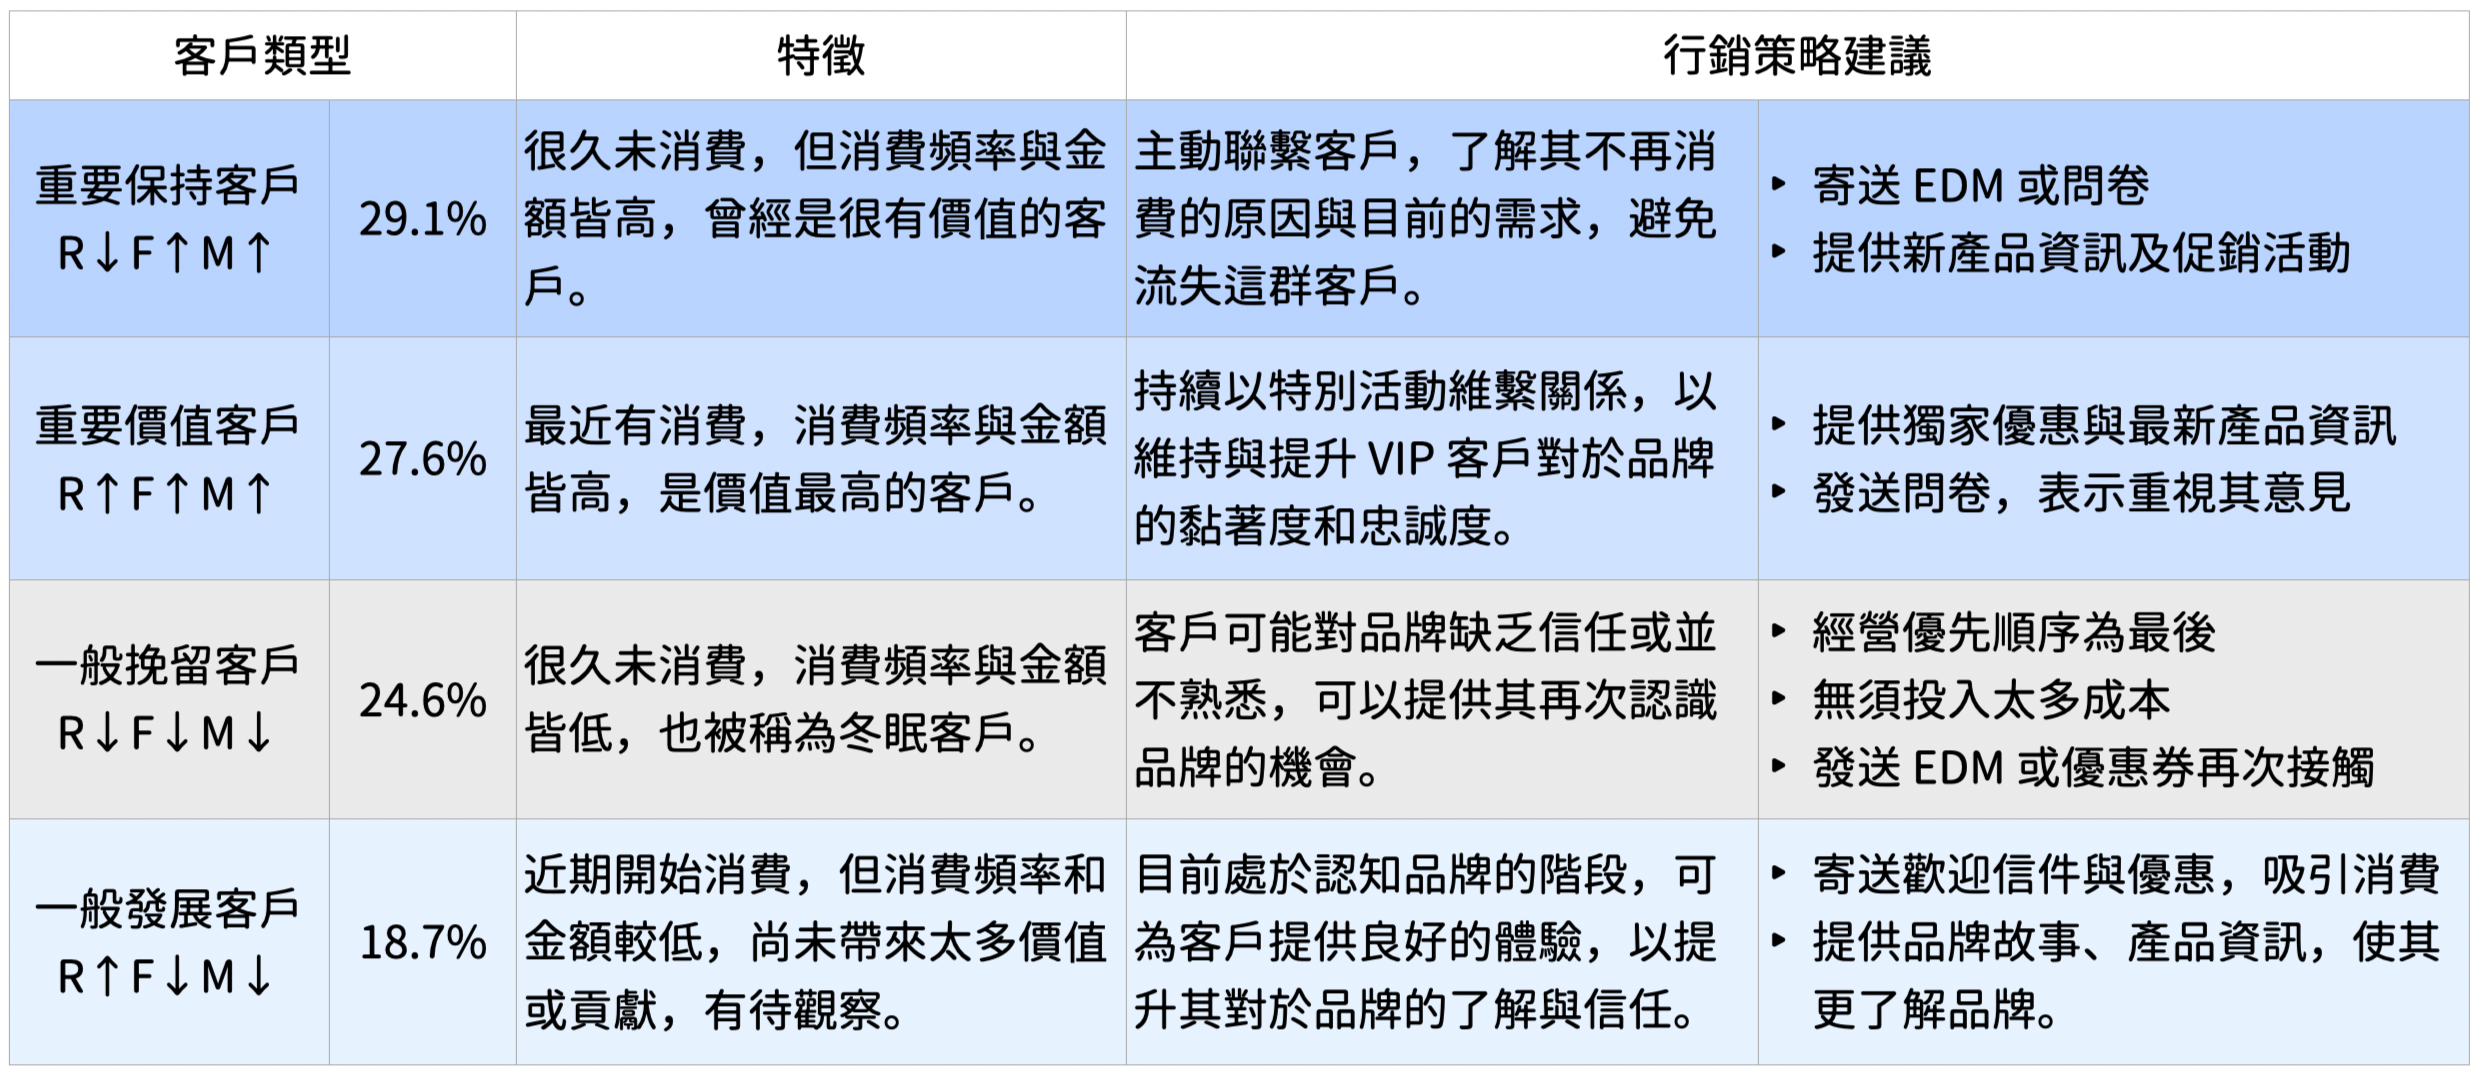 客戶類型
特徵
行銷策略建議
重要保持客戶
R↓F↑M↑
29.1%
很久未消費，但消費頻率與金
額皆高，曾經是很有價值的客
戶。
主動聯繫客戶，了解其不再消
費的原因與目前的需求，避免
流失這群客戶。
‣ 寄送 EDM 或問卷
‣ 提供新產品資訊及促銷活動
重要價值客戶
R↑F↑M↑
27.6%
最近有消費，消費頻率與金額
皆高，是價值最高的客戶。
持續以特別活動維繫關係，以
維持與提升 VIP 客戶對於品牌
的黏著度和忠誠度。
‣ 提供獨家優惠與最新產品資訊
‣ 發送問卷，表示重視其意見
一般挽留客戶
R↓F↓M↓
24.6%
很久未消費，消費頻率與金額
皆低，也被稱為冬眠客戶。
客戶可能對品牌缺乏信任或並
不熟悉，可以提供其再次認識
品牌的機會。
‣ 經營優先順序為最後
‣ 無須投入太多成本
‣ 發送 EDM 或優惠券再次接觸
一般發展客戶
R↑F↓M↓
18.7%
近期開始消費，但消費頻率和
金額較低，尚未帶來太多價值
或貢獻，有待觀察。
目前處於認知品牌的階段，可
為客戶提供良好的體驗，以提
升其對於品牌的了解與信任。
‣ 寄送歡迎信件與優惠，吸引消費
‣ 提供品牌故事、產品資訊，使其
更了解品牌。